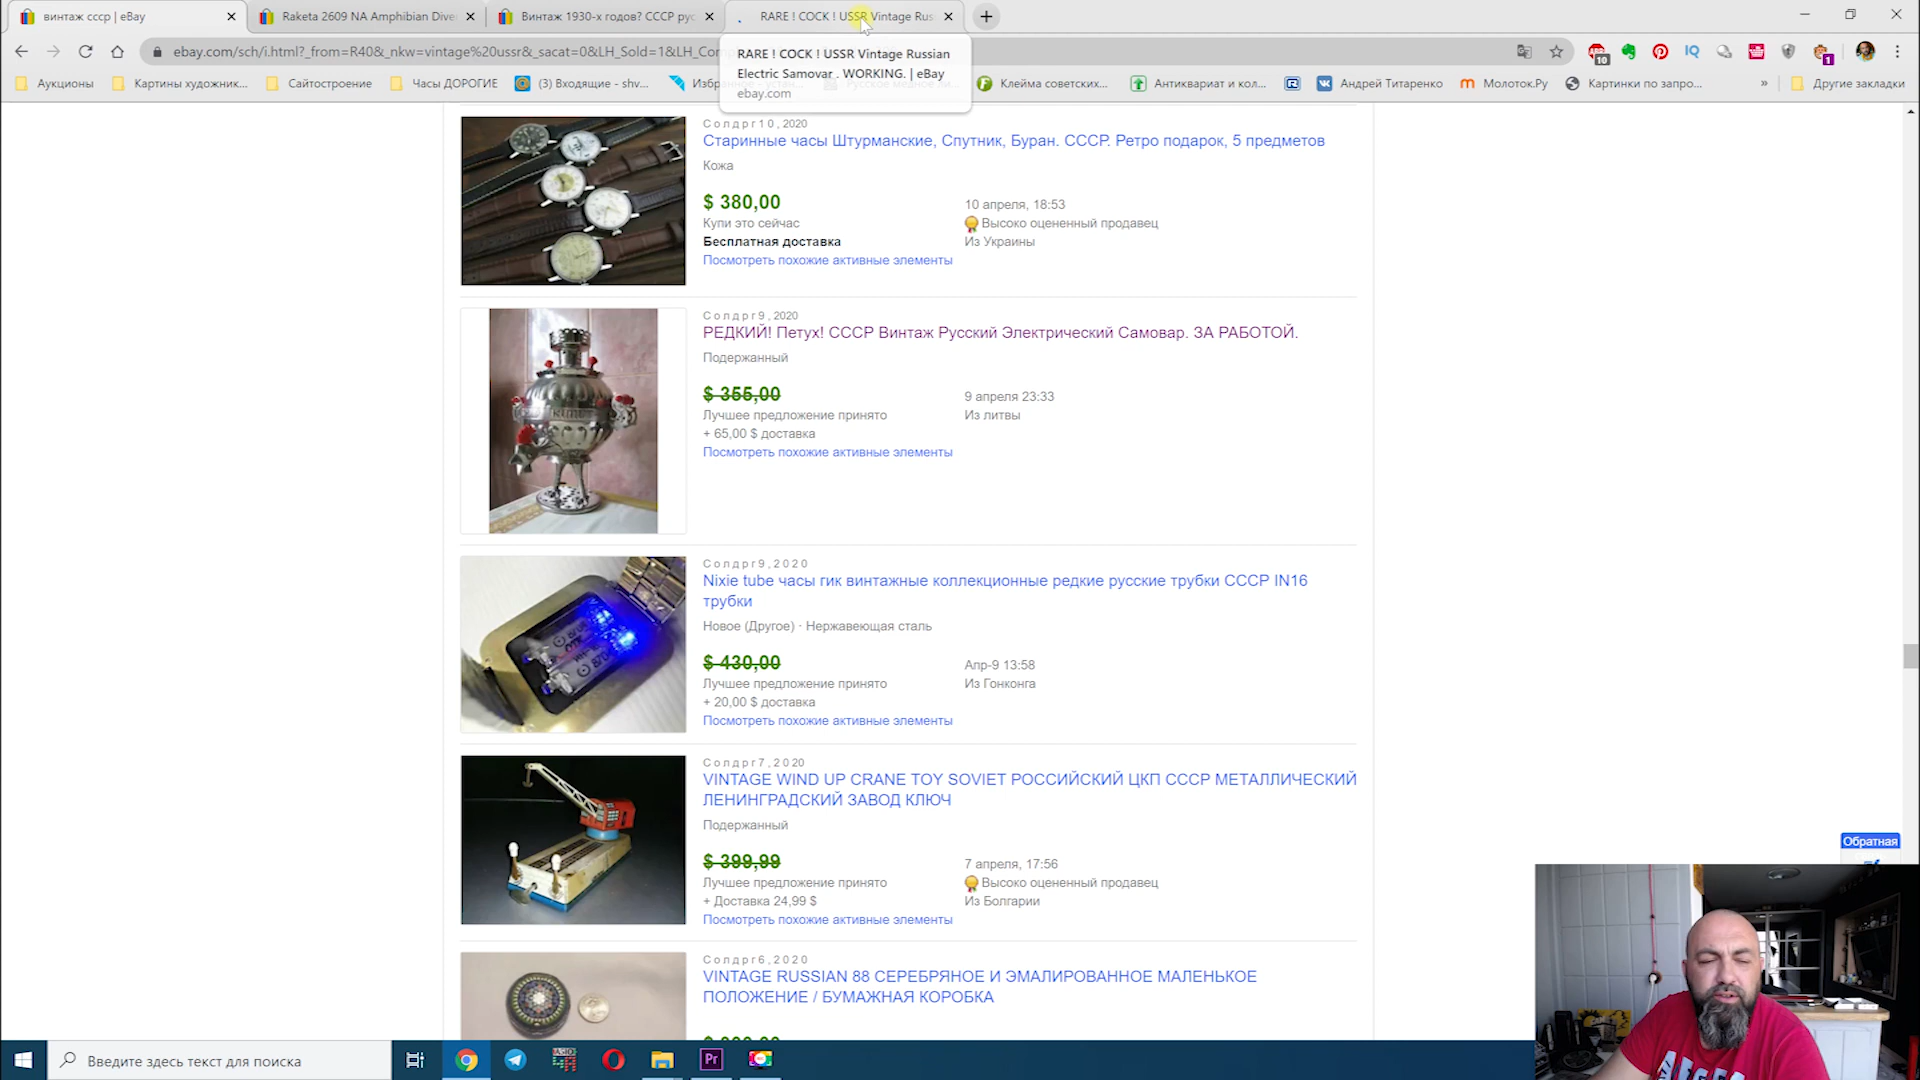 винтаж ссср | eBay
Raketa 2609 NA Amphibian Dive
Винтаж 1930-х годов? СССР рус
RARE ! COCK ! USSR Vintage Rus
ebay.com/sch/i.html?_from=R40&_nkw=vintage%20ussr&_sacat=0&LH_Sold=1&LH_Com
RARE ! COCK ! USSR Vintage Russian
Electric Samovar . WORKING. | eBay
ebay.com
Аукционы
Картины художник...
Сайтостроение
Часы ДОРОГИЕ
(3) Входящие - shv...
Клейма советских...
Антиквариат и кол...
Андрей Титаренко
Молоток.Ру
Картинки по запро...
»
Другие закладки
Солдрг10, 2020
Старинные часы Штурманские, Спутник, Буран. СССР. Ретро подарок, 5 предметов
Кожа
$ 380,00
10 апреля, 18:53
Купи это сейчас
Высоко оцененный продавец
Бесплатная доставка
Из Украины
Посмотреть похожие активные элементы
Солдрг9, 2020
РЕДКИЙ! Петух! СССР Винтаж Русский Электрический Самовар. ЗА РАБОТОЙ.
Подержанный
$ 355,00
9 апреля 23:33
Лучшее предложение принято
Из литвы
+ 65,00 $ доставка
Посмотреть похожие активные элементы
Солдрг9,2020
Nixie tube часы гик винтажные коллекционные редкие русские трубки СССР IN16
трубки
Новое (Другое) · Нержавеющая сталь
$ 430,00
Апр-9 13:58
Лучшее предложение принято
Из Гонконга
+ 20,00 $ доставка
Посмотреть похожие активные элементы
Солдрг7,2020
VINTAGE WIND UP CRANE TOY SOVIET РОССИЙСКИЙ ЦКП СССР МЕТАЛЛИЧЕСКИЙ
ЛЕНИНГРАДСКИЙ ЗАВОД КЛЮЧ
Подержанный
$ 399,99
7 апреля, 17:56
Лучшее предложение принято
Высоко оцененный продавец
+ Доставка 24,99 $
Из Болгарии
Посмотреть похожие активные элементы
Солдрг6,2020
VINTAGE RUSSIAN 88 СЕРЕБРЯНОЕ И ЭМАЛИРОВАННОЕ МАЛЕНЬКОЕ
ПОЛОЖЕНИЕ / БУМАЖНАЯ КОРОБКА
Обратная
Введите здесь текст для поиска